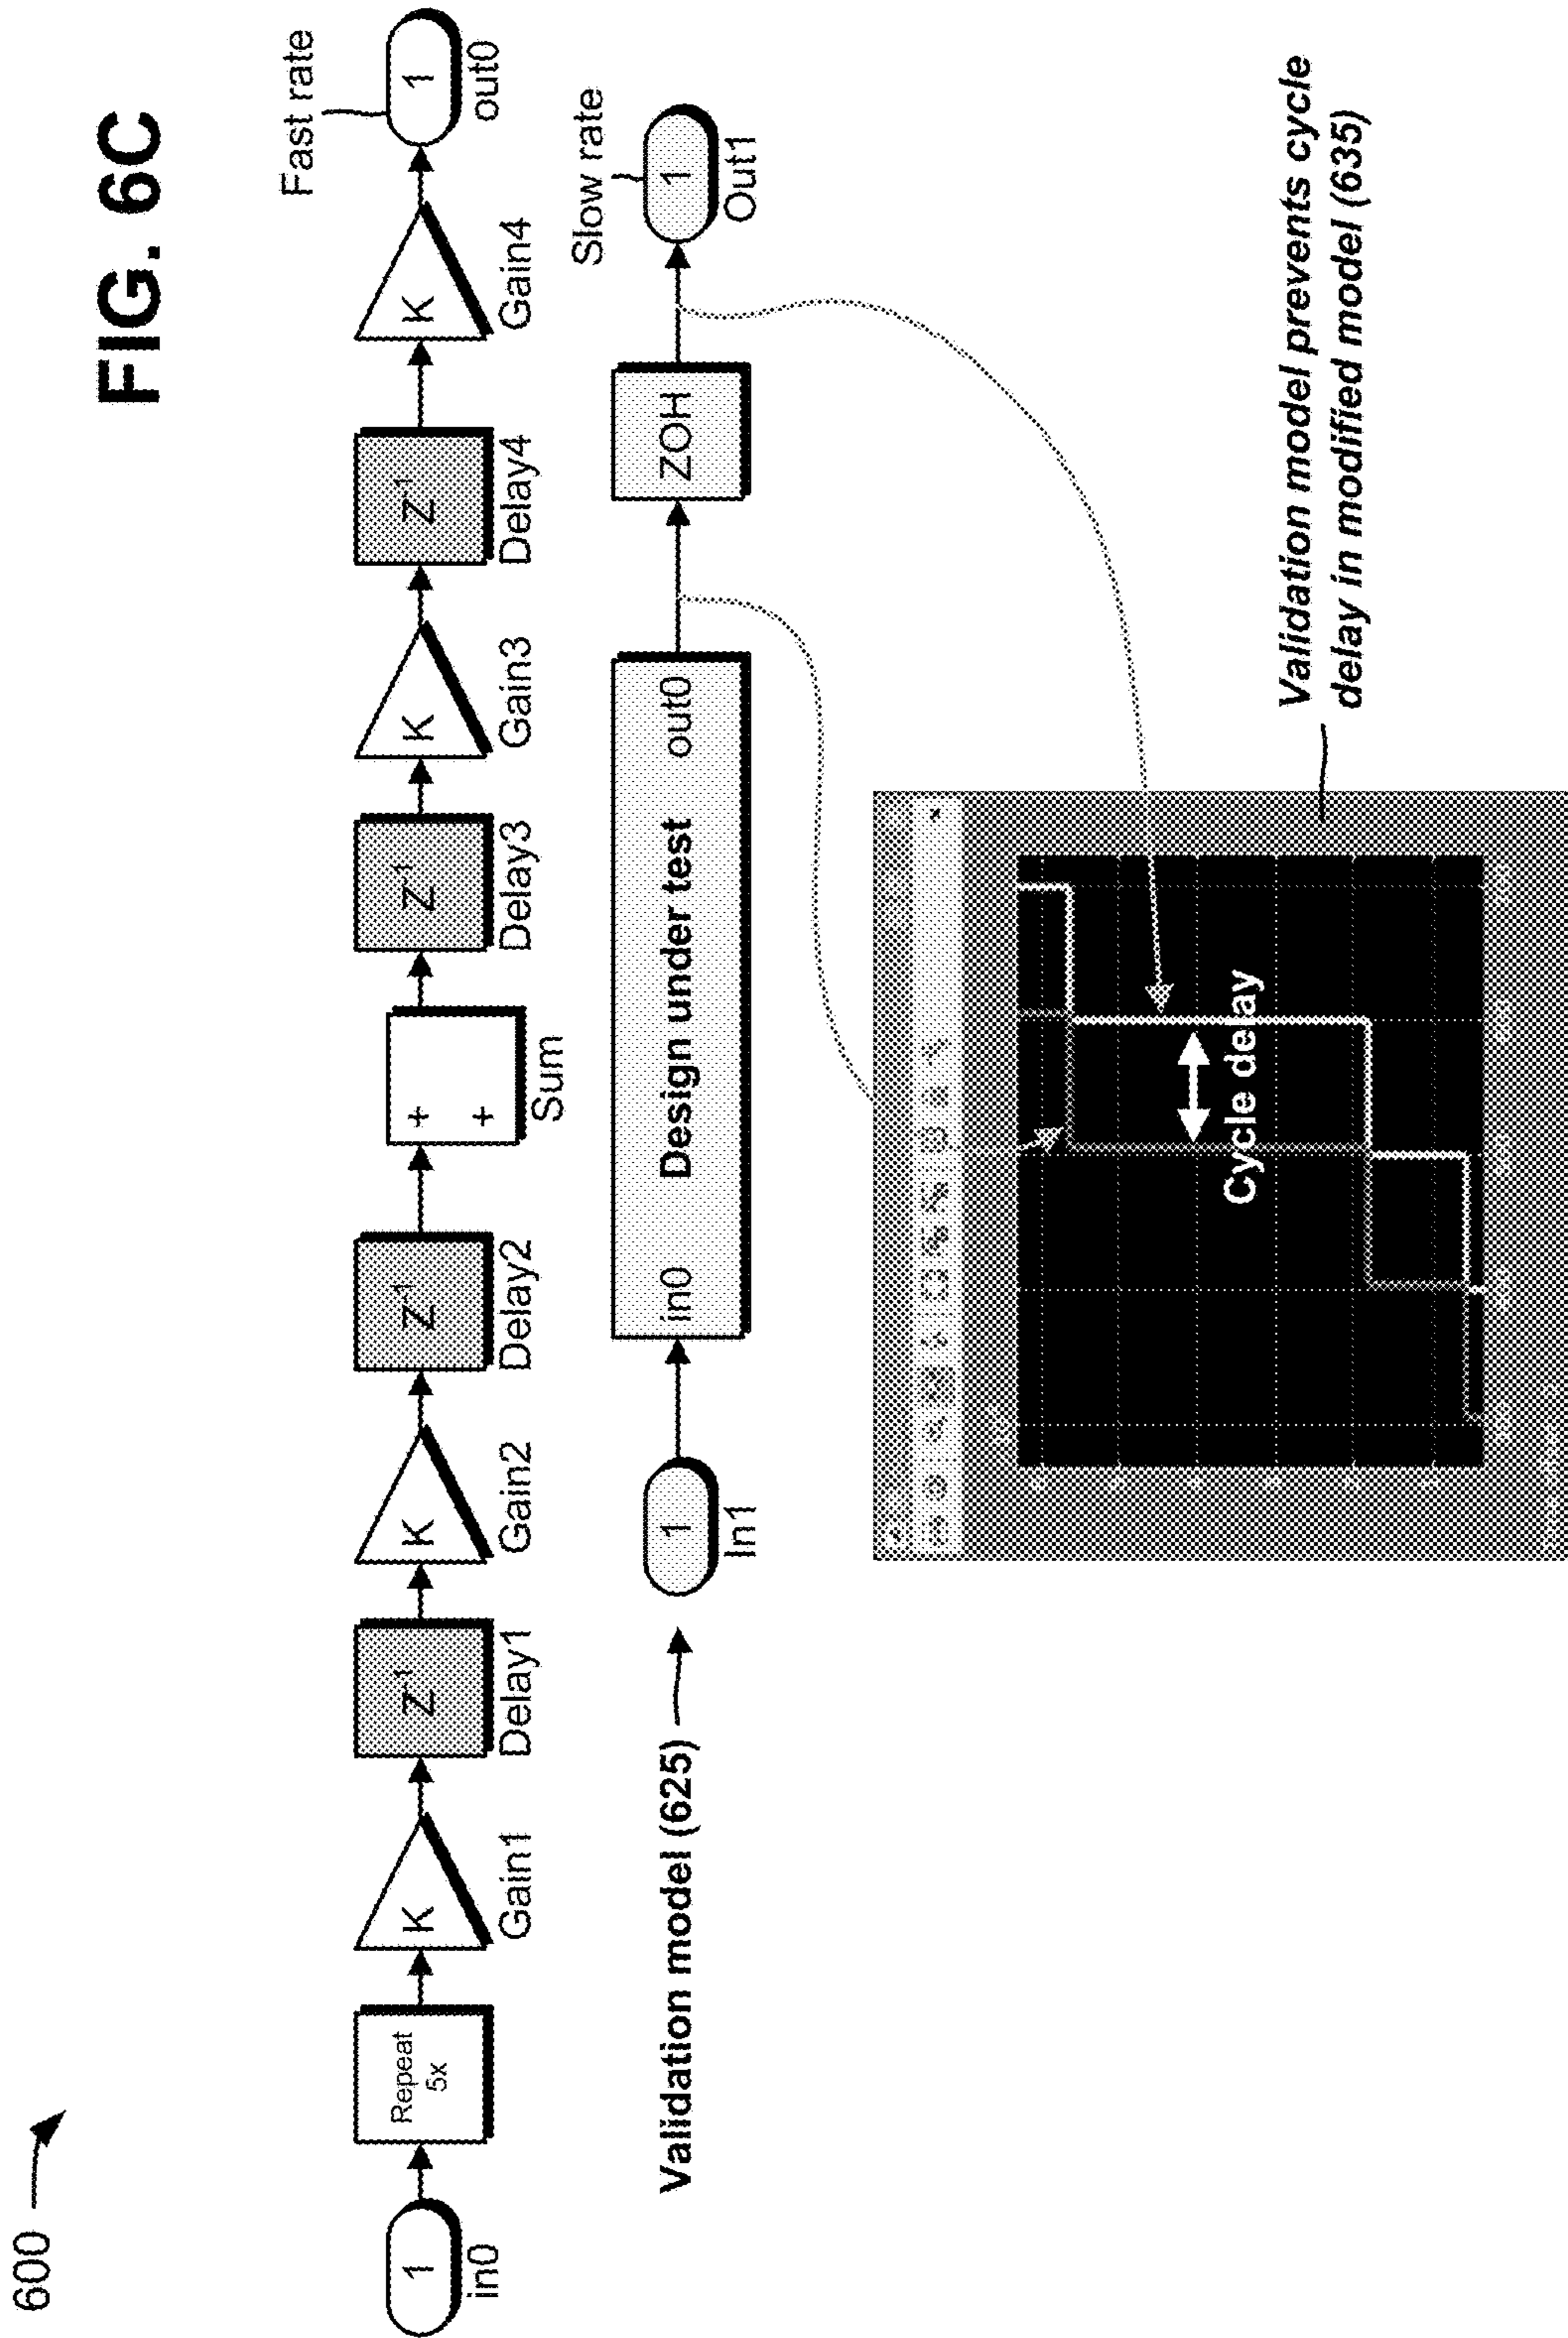 600
FIG. 6C
Fast rate
1
in0
Repeat
5x
K
Gain1
Z-1
Delay1
K
Gain2
Z-1
Delay2
+
+
Sum
Z-1
Delay3
K
Gain3
Z-1
Delay4
K
Gain4
1
out0
Slow rate
Validation model (625)
1
In1
in0
Design under test
out0
ZOH
1
Out1
Cycle delay
Validation model prevents cycle
delay in modified model (635)